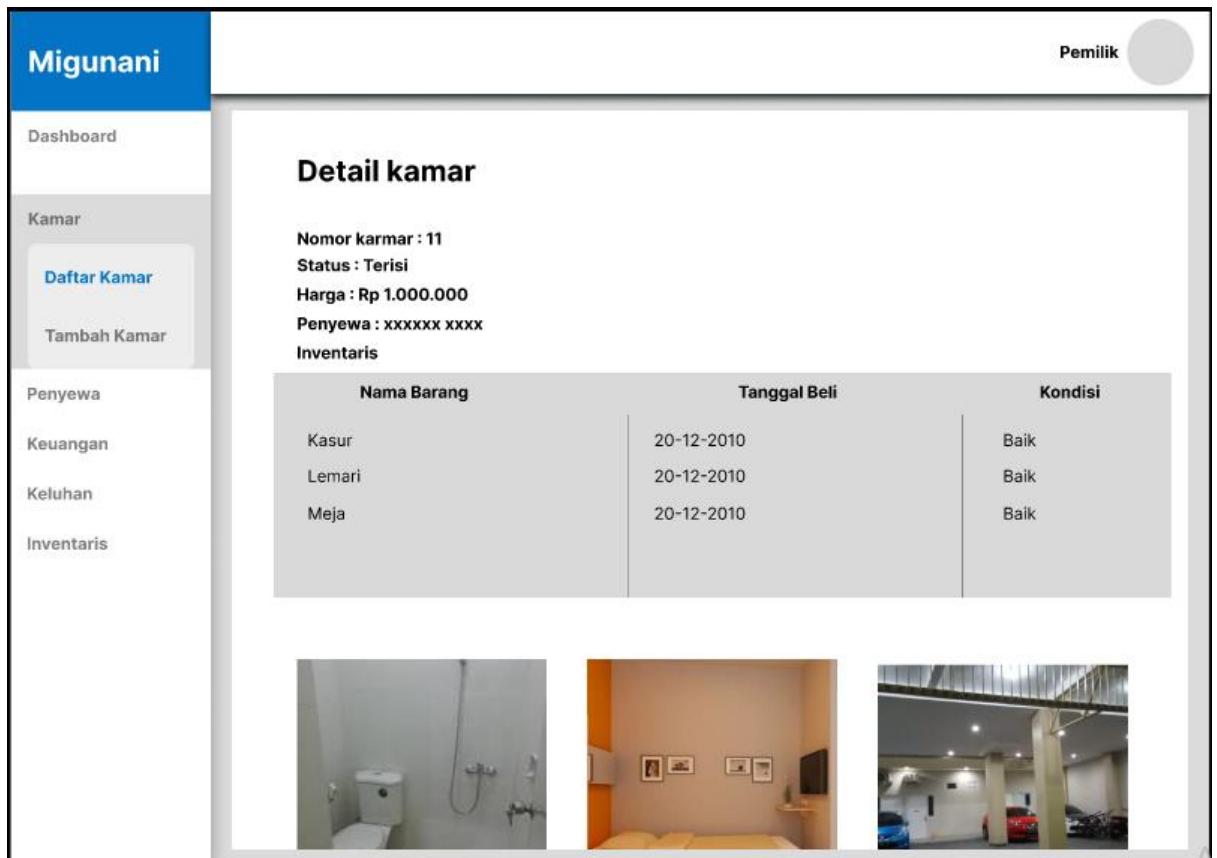 Migunani
Pemilik
Dashboard
Kamar
Daftar Kamar
Tambah Kamar
Penyewa
Keuangan
Keluhan
Inventaris
Detail kamar
Nomor karmar : 11
Status : Terisi
Harga : Rp 1.000.000
Penyewa : xxxxxx xxxx
Inventaris
Nama Barang Tanggal Beli Kondisi
Kasur 20-12-2010 Baik
Lemari 20-12-2010 Baik
Meja 20-12-2010 Baik